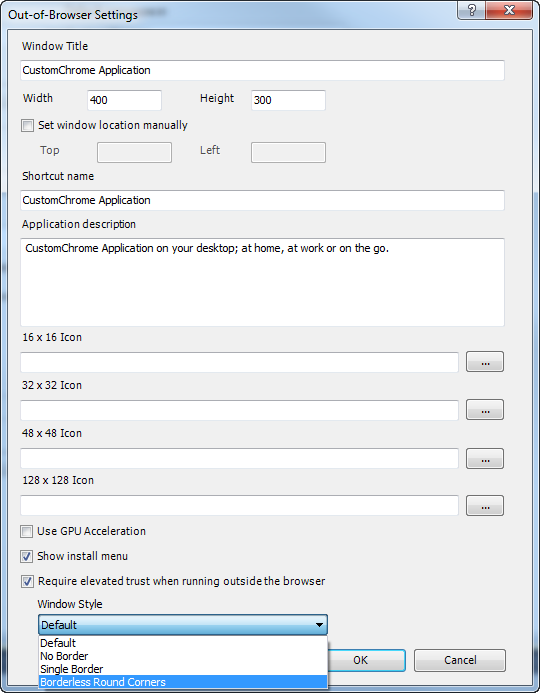 Out-of-Browser Settings
?
Window Title
CustomChrome Application
Width 400 Height 300
Set window location manually
Top Left
Shortcut name
CustomChrome Application
Application description
CustomChrome Application on your desktop; at home, at work or on the go.
16 x 16 Icon
...
32 x 32 Icon
...
48 x 48 Icon
...
128 x 128 Icon
...
Use GPU Acceleration
Show install menu
Require elevated trust when running outside the browser
Window Style
Default
Default
No Border
Single Border
Borderless Round Corners
OK Cancel